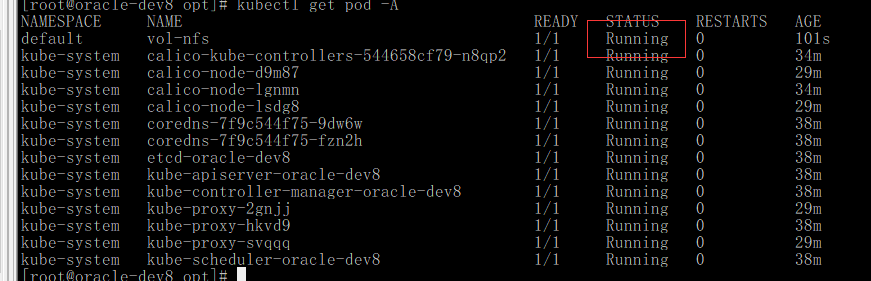 [root@oracle-dev8 opt]# kubectl get pod -A
NAMESPACE NAME READY STATUS RESTARTS AGE
default vol-nfs 1/1 Running 0 101s
kube-system calico-kube-controllers-544658cf79-n8qp2 1/1 Running 0 34m
kube-system calico-node-d9m87 1/1 Running 0 29m
kube-system calico-node-lgnmn 1/1 Running 0 34m
kube-system calico-node-lsdg8 1/1 Running 0 29m
kube-system coredns-7f9c544f75-9dw6w 1/1 Running 0 38m
kube-system coredns-7f9c544f75-fzn2h 1/1 Running 0 38m
kube-system etcd-oracle-dev8 1/1 Running 0 38m
kube-system kube-apiserver-oracle-dev8 1/1 Running 0 38m
kube-system kube-controller-manager-oracle-dev8 1/1 Running 0 38m
kube-system kube-proxy-2gnjj 1/1 Running 0 29m
kube-system kube-proxy-hkvd9 1/1 Running 0 38m
kube-system kube-proxy-svqqq 1/1 Running 0 29m
kube-system kube-scheduler-oracle-dev8 1/1 Running 0 38m
[root@oracle-dev8 opt]#